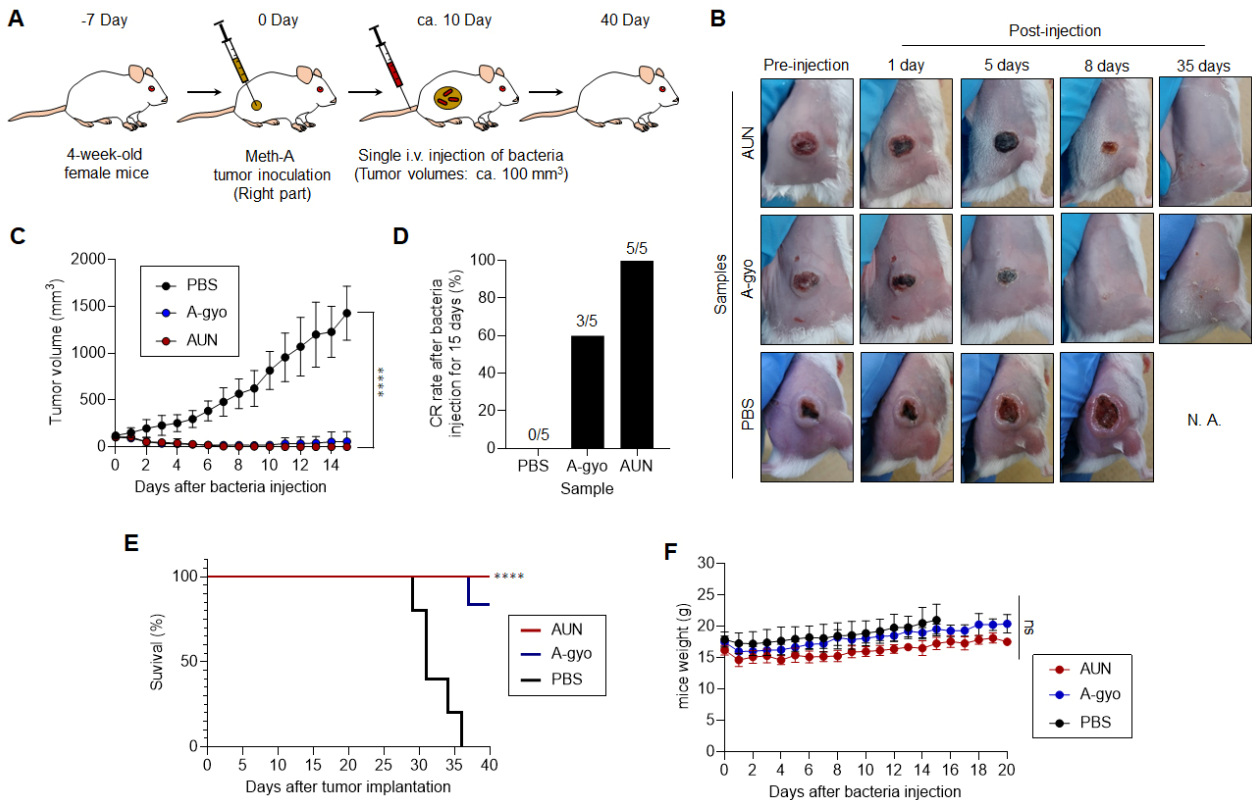 A
-7 Day
0 Day
ca. 10 Day
40 Day
4-week-old
female mice
Meth-A
tumor inoculation
(Right part)
Single i.v. injection of bacteria
(Tumor volumes: ca. 100 mm³)
B
Post-injection
Pre-injection
1 day
5 days
8 days
35 days
Samples
AUN
A-gyo
PBS
N. A.
C
Tumor volume (mm³)
2000
1500
1000
500
0
PBS
A-gyo
AUN
****
0 2 4 6 8 10 12 14
Days after bacteria injection
D
CR rate after bacteria
injection for 15 days (%)
100
80
60
40
20
0
0/5
3/5
5/5
PBS A-gyo AUN
Sample
E
Suvival (%)
100
50
0
****
AUN
A-gyo
PBS
0 5 10 15 20 25 30 35 40
Days after tumor implantation
F
mice weight (g)
30
25
20
15
10
5
0
ns
AUN
A-gyo
PBS
0 2 4 6 8 10 12 14 16 18 20
Days after bacteria injection